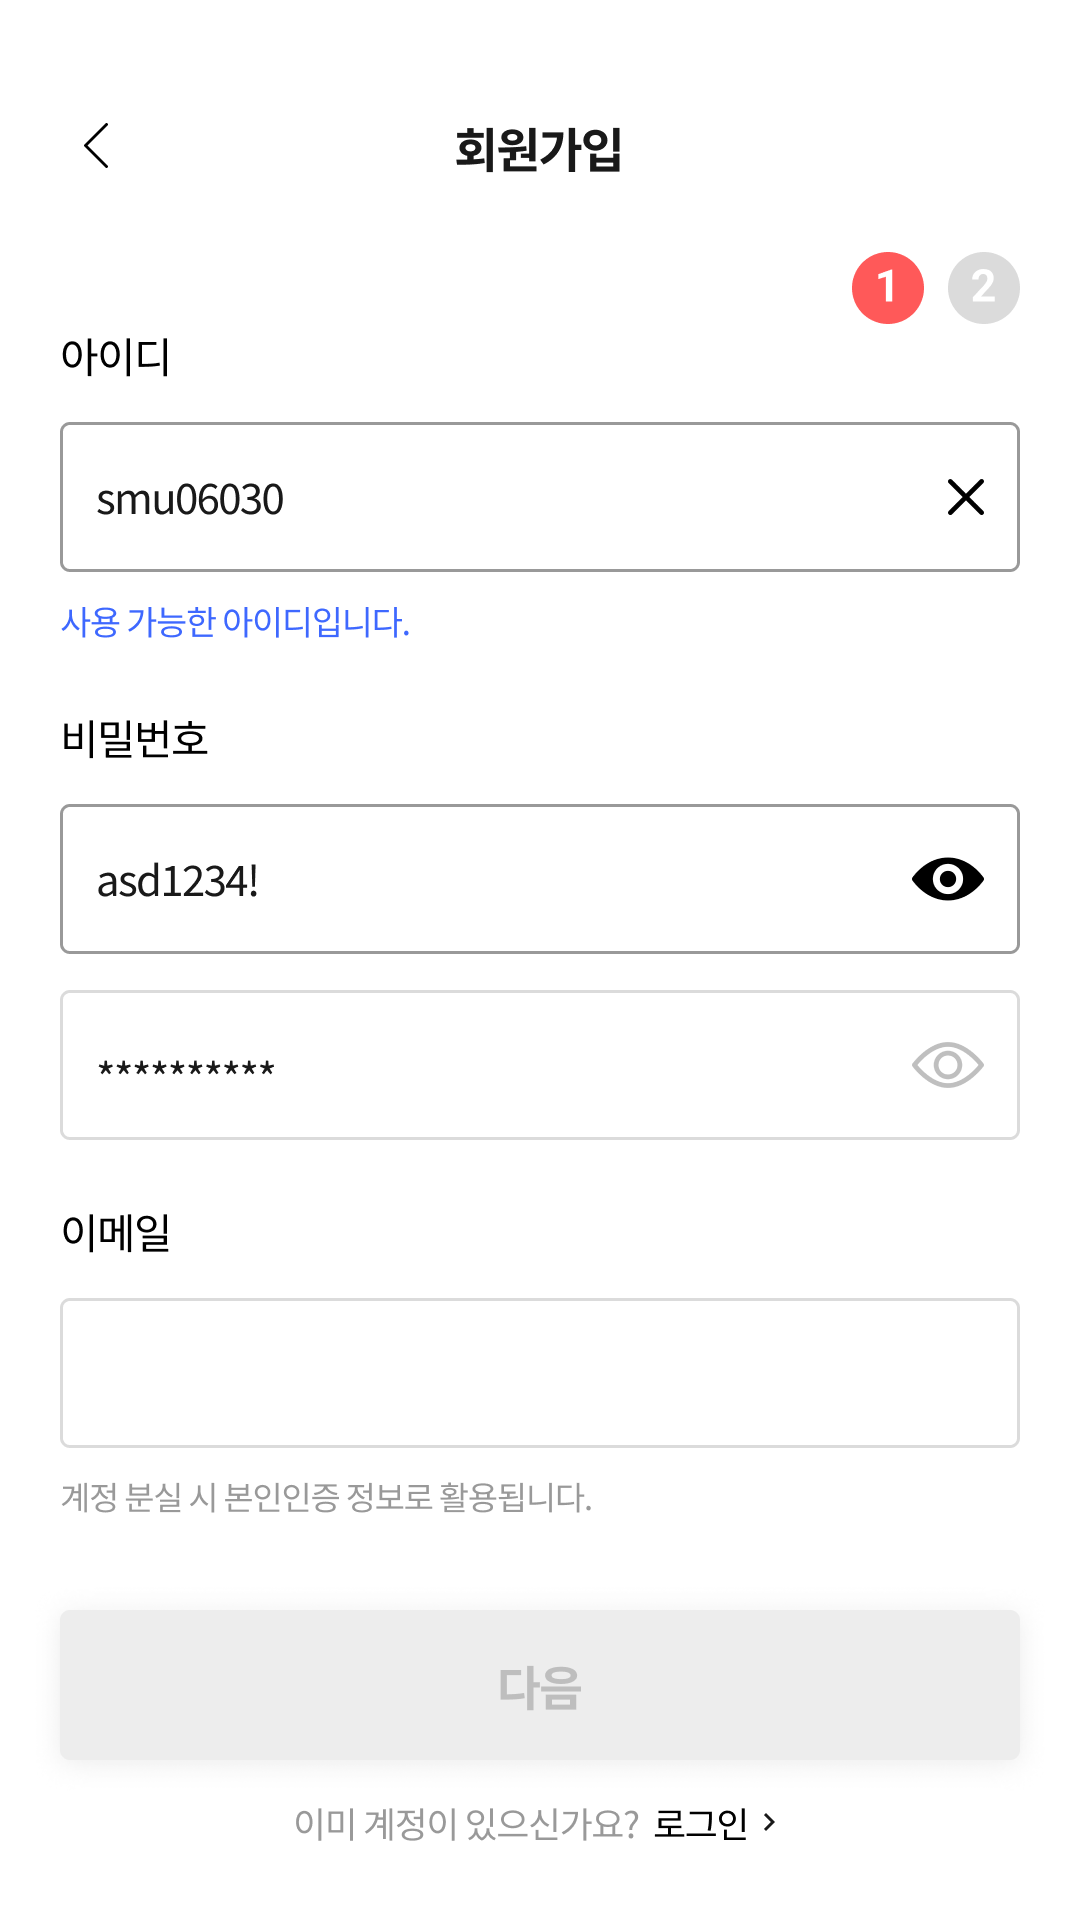 회원가입
1 2
아이디
smu06030
사용 가능한 아이디입니다.
비밀번호
asd1234!
**********
이메일
계정 분실 시 본인인증 정보로 활용됩니다.
다음
이미 계정이 있으신가요? 로그인 >